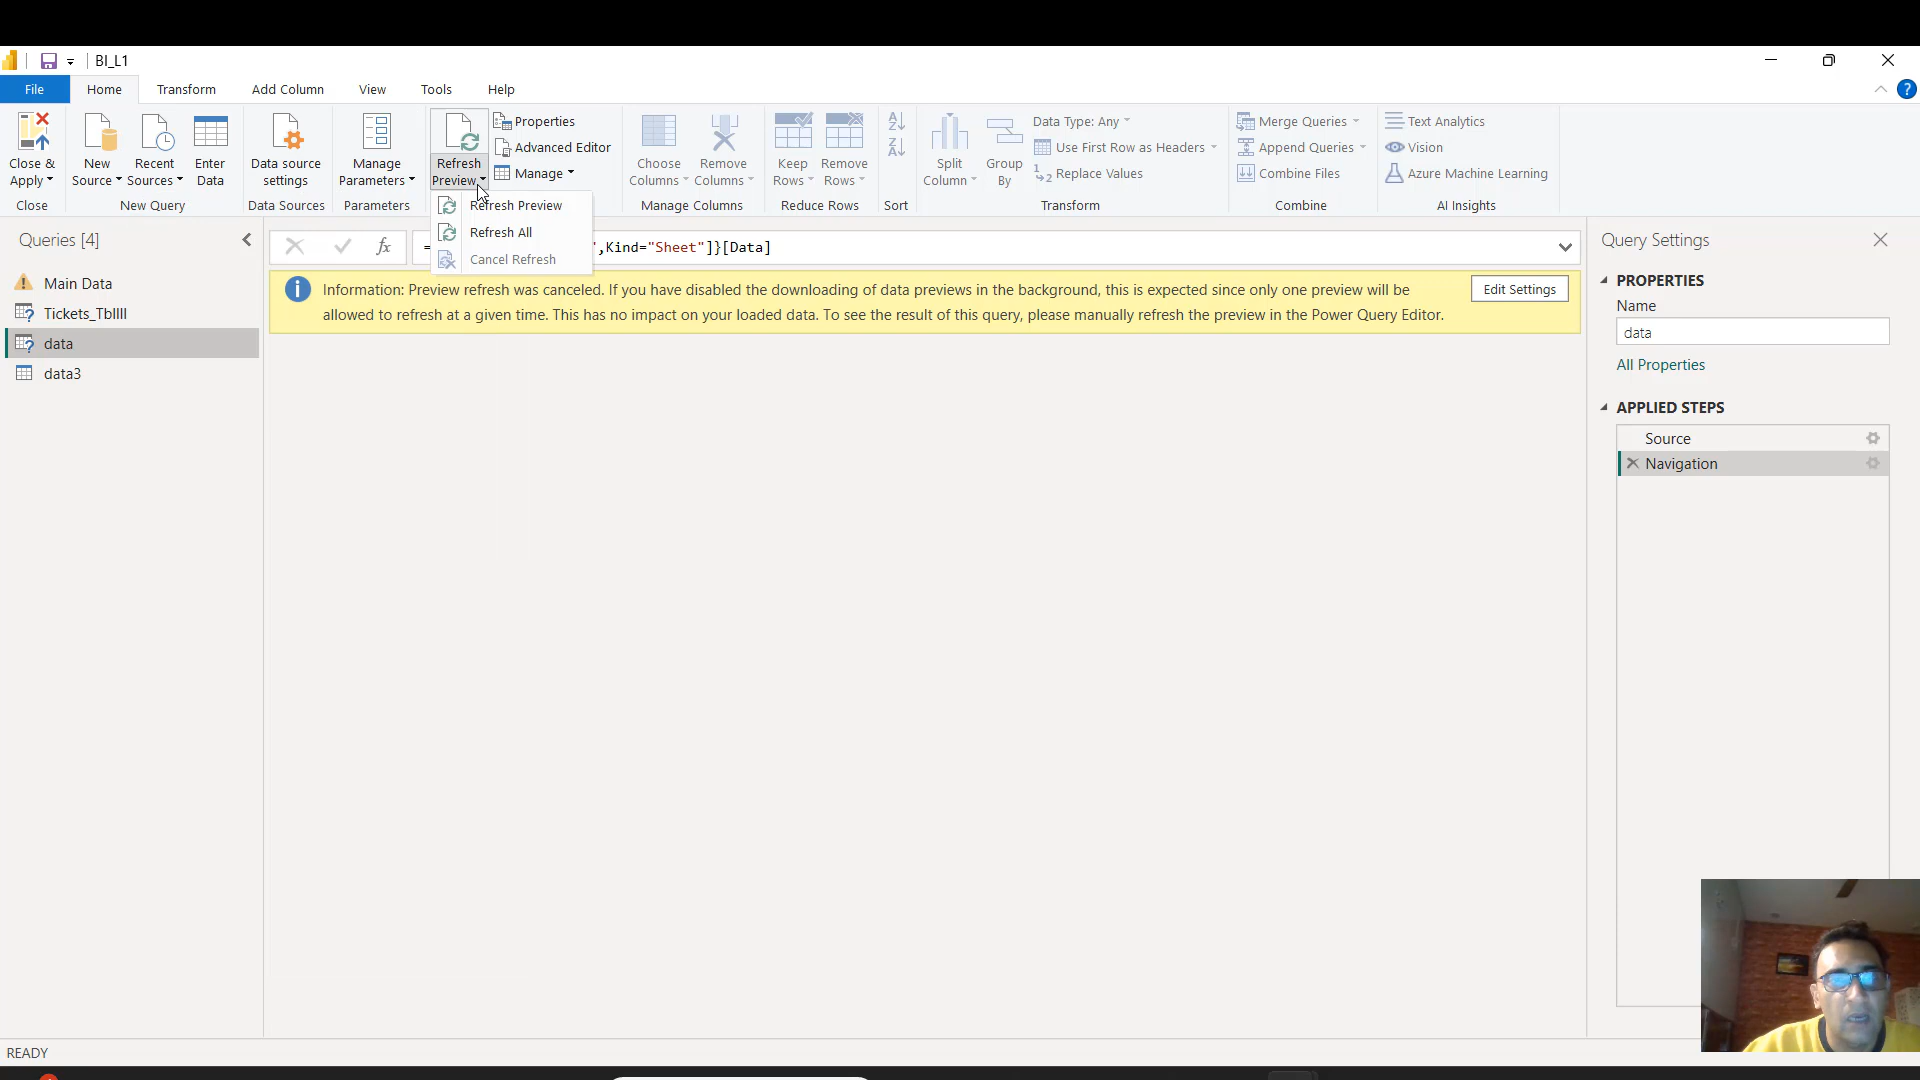 BI_L1
File
Home
Transform
Add Column
View
Tools
Help
Close &
Apply
New
Source
Recent
Sources
Enter
Data
Data source
settings
Manage
Parameters
Refresh
Preview
Properties
Advanced Editor
Manage
Choose
Columns
Remove
Columns
Keep
Rows
Remove
Rows
Split
Column
Group
By
Data Type: Any
Use First Row as Headers
Replace Values
Merge Queries
Append Queries
Combine Files
Text Analytics
Vision
Azure Machine Learning
Close
New Query
Data Sources
Parameters
Manage Columns
Reduce Rows
Sort
Transform
Combine
AI Insights
Refresh Preview
Refresh All
Cancel Refresh
Queries [4]
Main Data
Tickets_Tbllll
data
data3
fx
=
",Kind="Sheet"]}[Data]
Information: Preview refresh was canceled. If you have disabled the downloading of data previews in the background, this is expected since only one preview will be
allowed to refresh at a given time. This has no impact on your loaded data. To see the result of this query, please manually refresh the preview in the Power Query Editor.
Edit Settings
Query Settings
PROPERTIES
Name
data
All Properties
APPLIED STEPS
Source
Navigation
READY